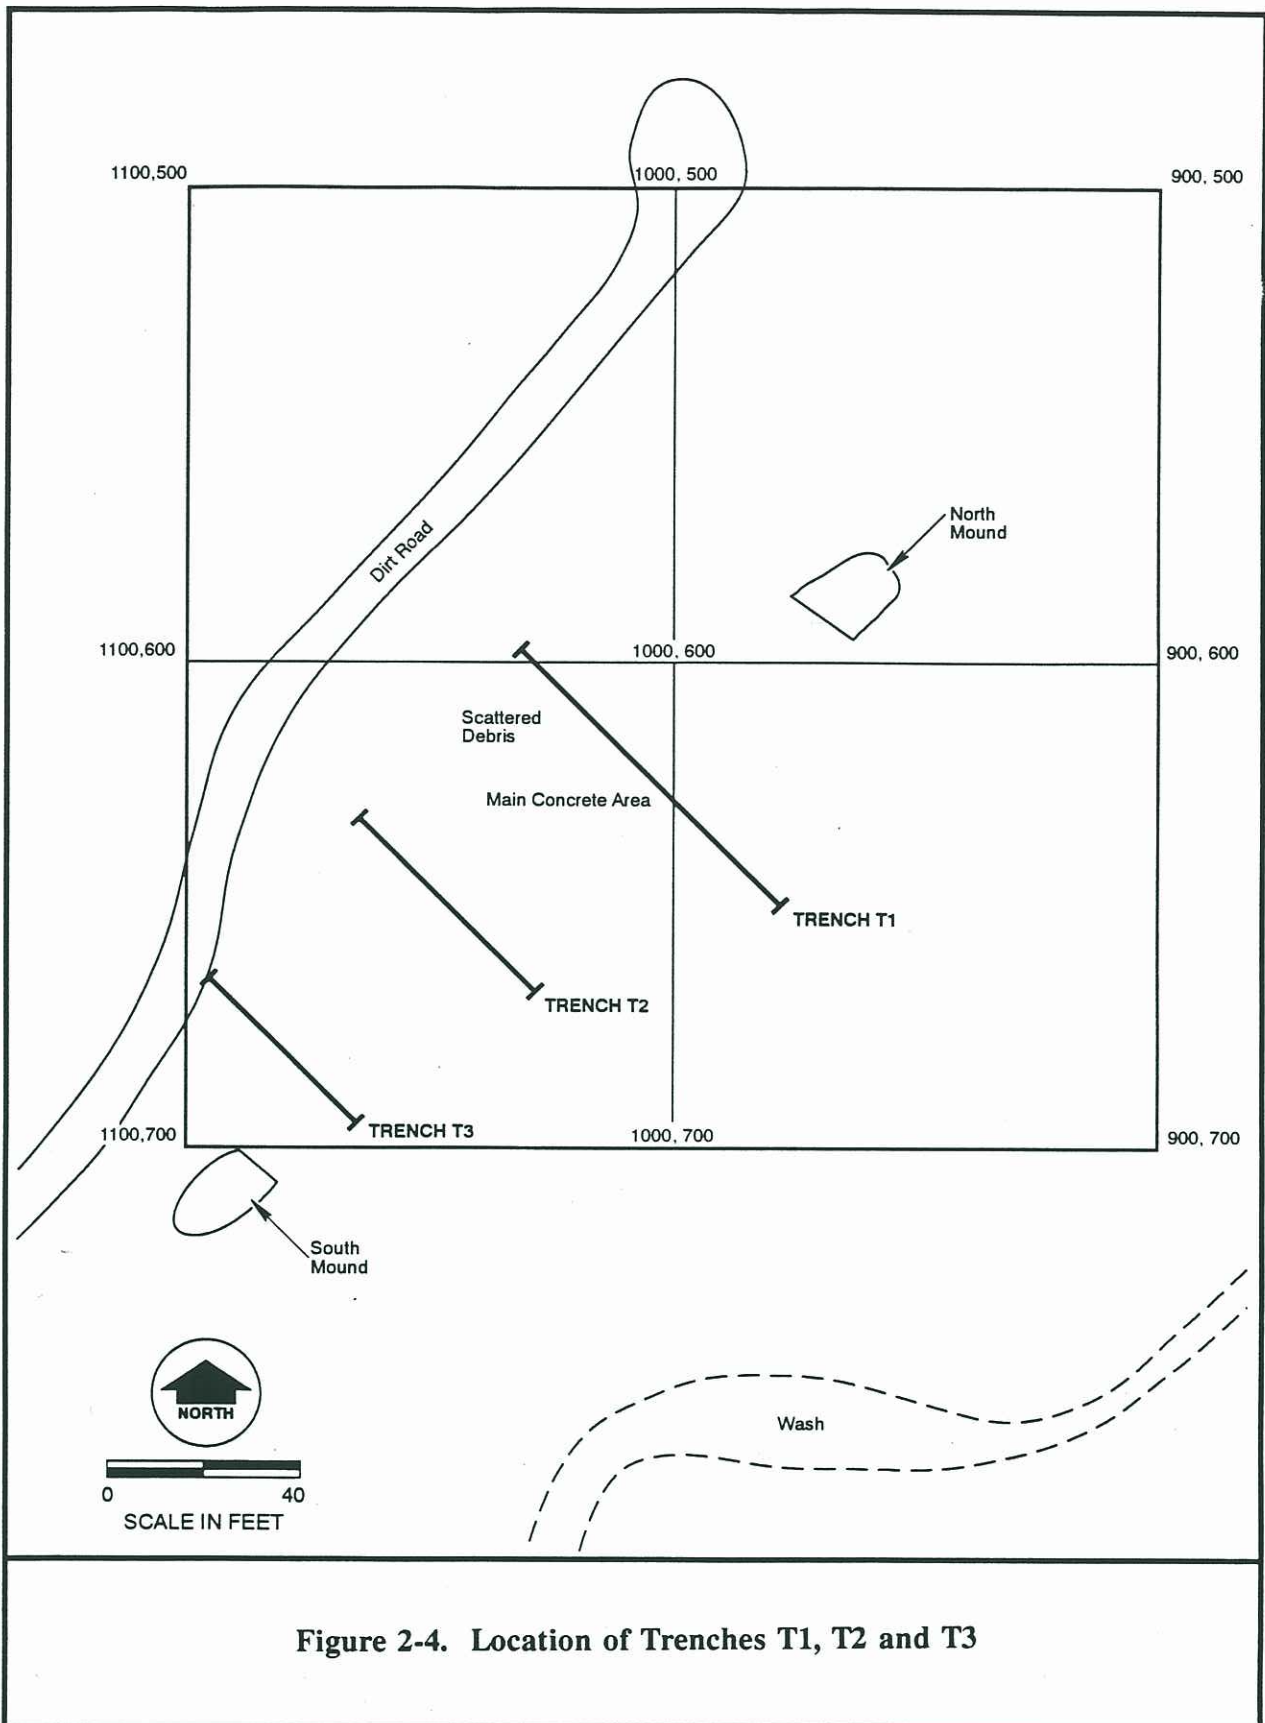 1100,500
1000, 500
900, 500
North
Mound
Dirt Road
1100,600
1000, 600
900, 600
Scattered
Debris
Main Concrete Area
TRENCH T1
TRENCH T2
TRENCH T3
1100,700
1000, 700
900, 700
South
Mound
NORTH
Wash
0 40
SCALE IN FEET
Figure 2-4. Location of Trenches T1, T2 and T3